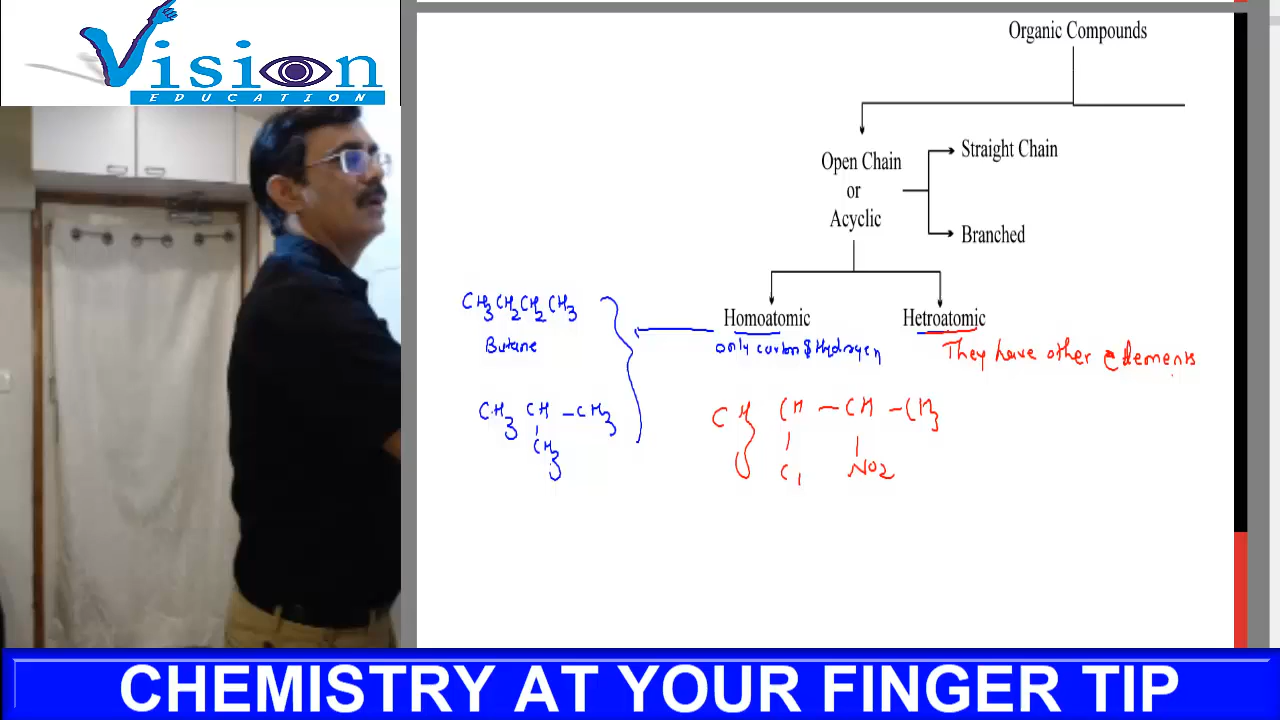 Vision
EDUCATION
Organic Compounds
Open Chain
or
Acyclic
Straight Chain
Branched
Homoatomic
Hetroatomic
only carbon & Hydrogen
They have other elements
CH3CH2CH2CH3
Butane
CH3 CH – CH3
CH3
CH3 CH – CH – CH3
Cl NO2
CHEMISTRY AT YOUR FINGER TIP